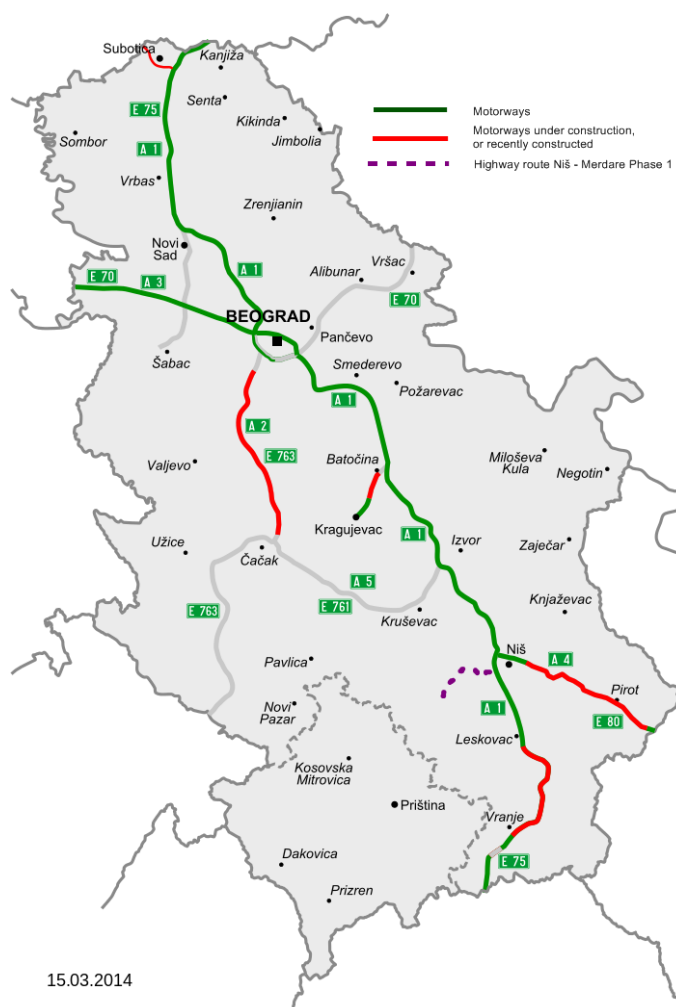 Subotica
Kanjiža
E 75
Senta
Kikinda
Jimbolia
Sombor
A 1
Vrbas
Motorways
Motorways under construction,
or recently constructed
Highway route Niš - Merdare Phase 1
Zrenjianin
Novi
Sad
A 1
Vršac
Alibunar
E 70
A 3
E 70
BEOGRAD
Pančevo
Šabac
Smederevo
Požarevac
A 1
A 2
E 763
Valjevo
Batočina
Miloševa
Kula
Negotin
Kragujevac
A 1
Izvor
Zaječar
Užice
Čačak
A 5
E 763
E 761
Kruševac
Knjaževac
Niš
A 4
Pavlica
Pirot
Novi
Pazar
A 1
E 80
Leskovac
Kosovska
Mitrovica
Priština
Vranje
Dakovica
E 75
Prizren
15.03.2014